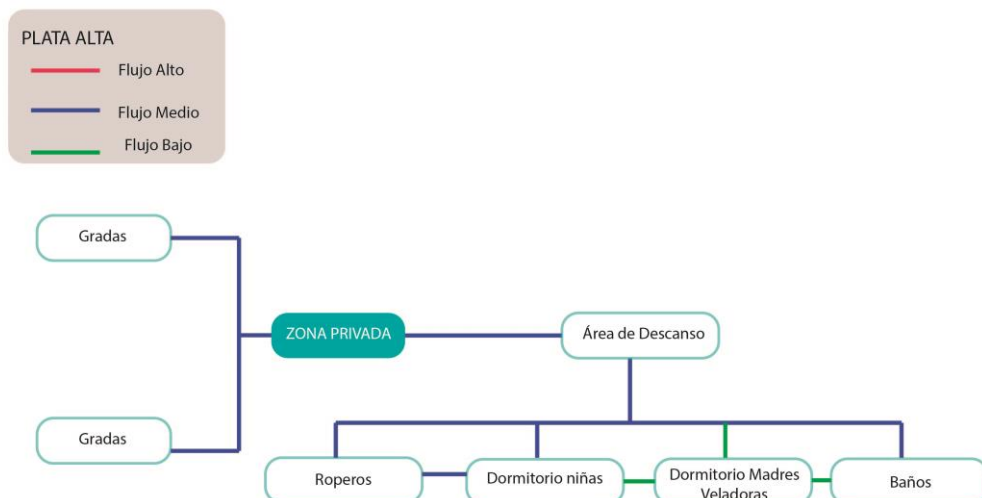 PLATA ALTA
Flujo Alto
Flujo Medio
Flujo Bajo
Gradas
ZONA PRIVADA
Área de Descanso
Gradas
Roperos
Dormitorio niñas
Dormitorio Madres
Veladoras
Baños